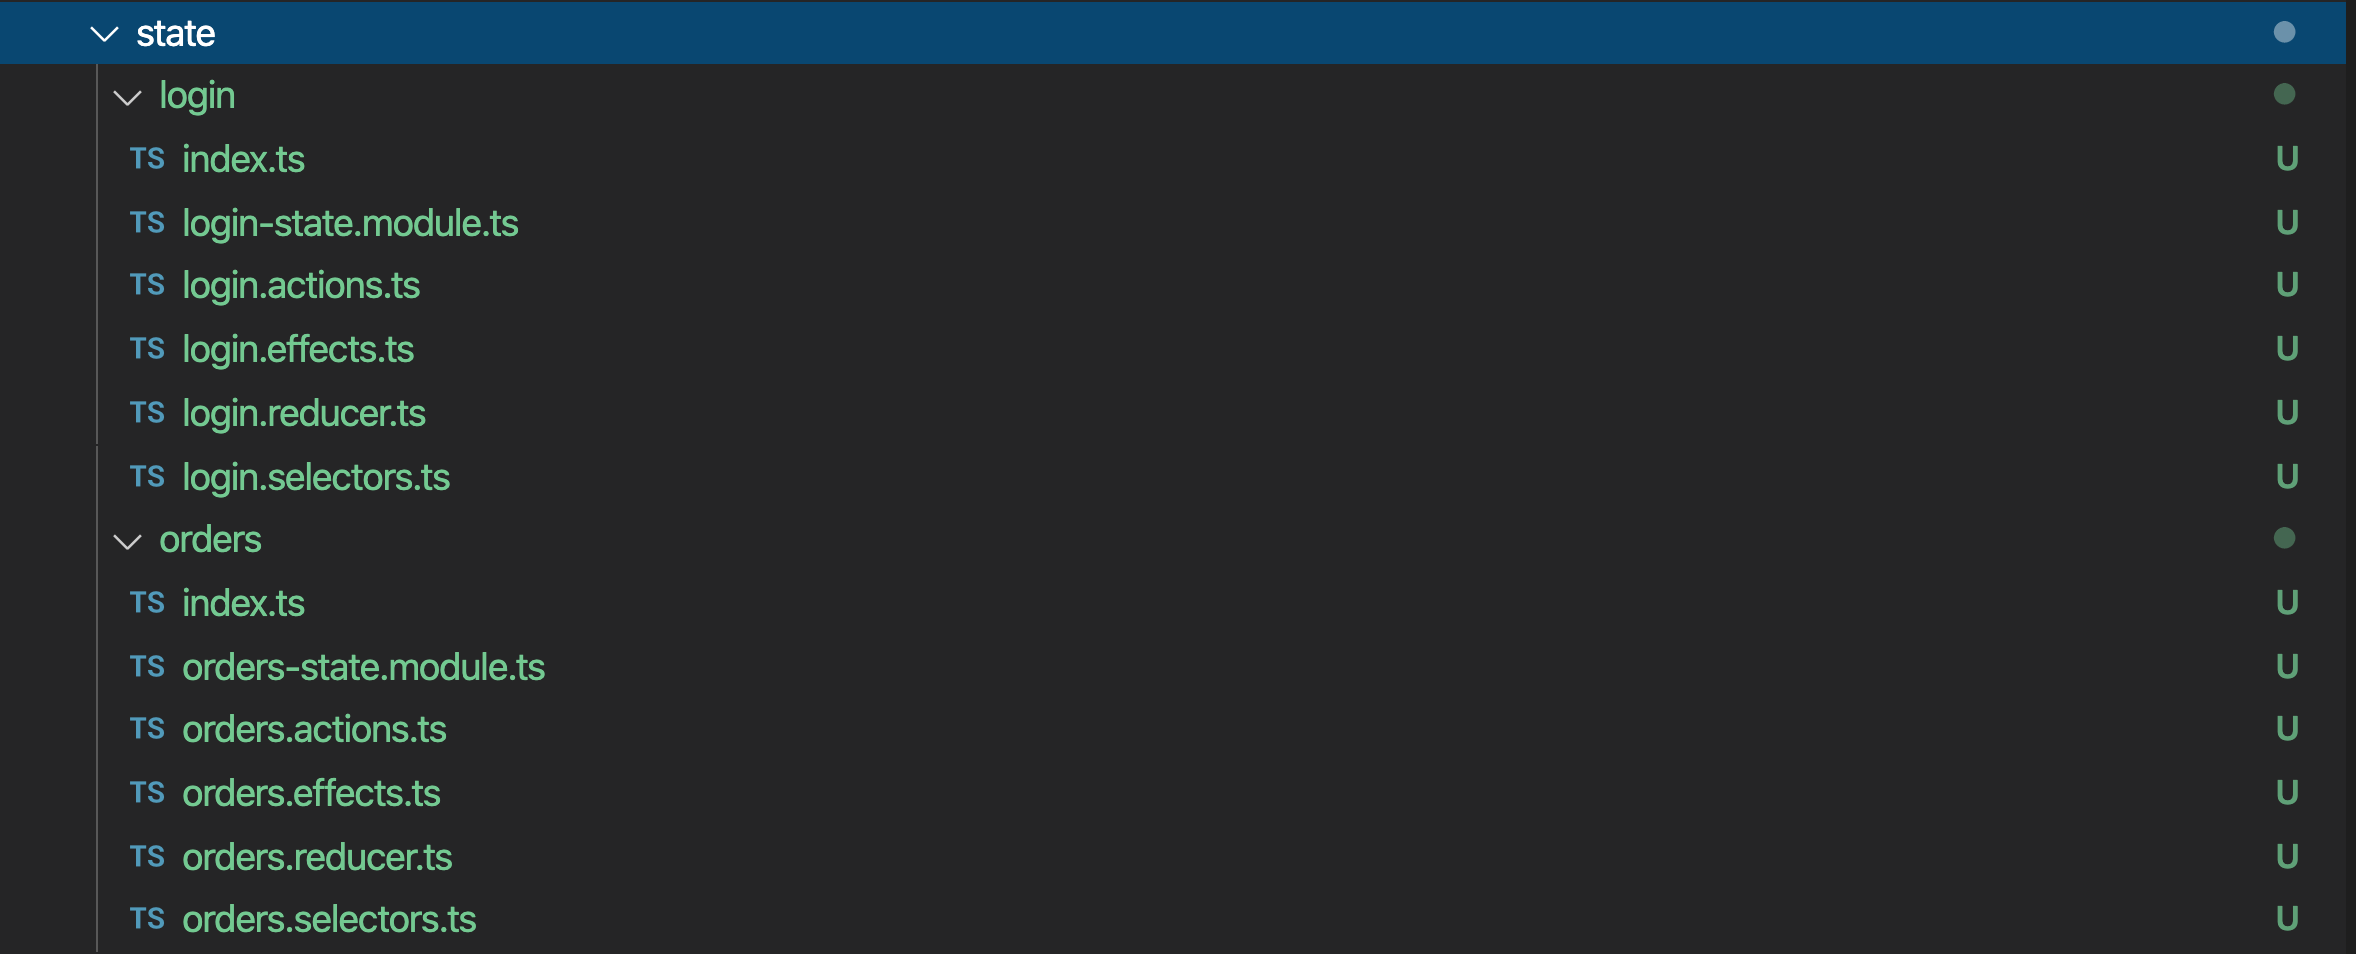 state
login
TS index.ts U
TS login-state.module.ts U
TS login.actions.ts U
TS login.effects.ts U
TS login.reducer.ts U
TS login.selectors.ts U
orders
TS index.ts U
TS orders-state.module.ts U
TS orders.actions.ts U
TS orders.effects.ts U
TS orders.reducer.ts U
TS orders.selectors.ts U